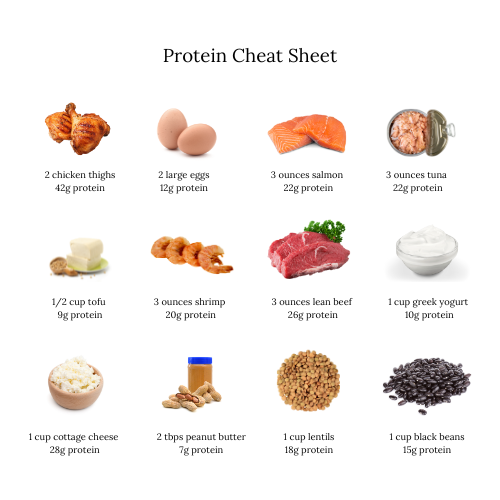 Protein Cheat Sheet
2 chicken thighs
42g protein
2 large eggs
12g protein
3 ounces salmon
22g protein
3 ounces tuna
22g protein
1/2 cup tofu
9g protein
3 ounces shrimp
20g protein
3 ounces lean beef
26g protein
1 cup greek yogurt
10g protein
1 cup cottage cheese
28g protein
2 tbps peanut butter
7g protein
1 cup lentils
18g protein
1 cup black beans
15g protein